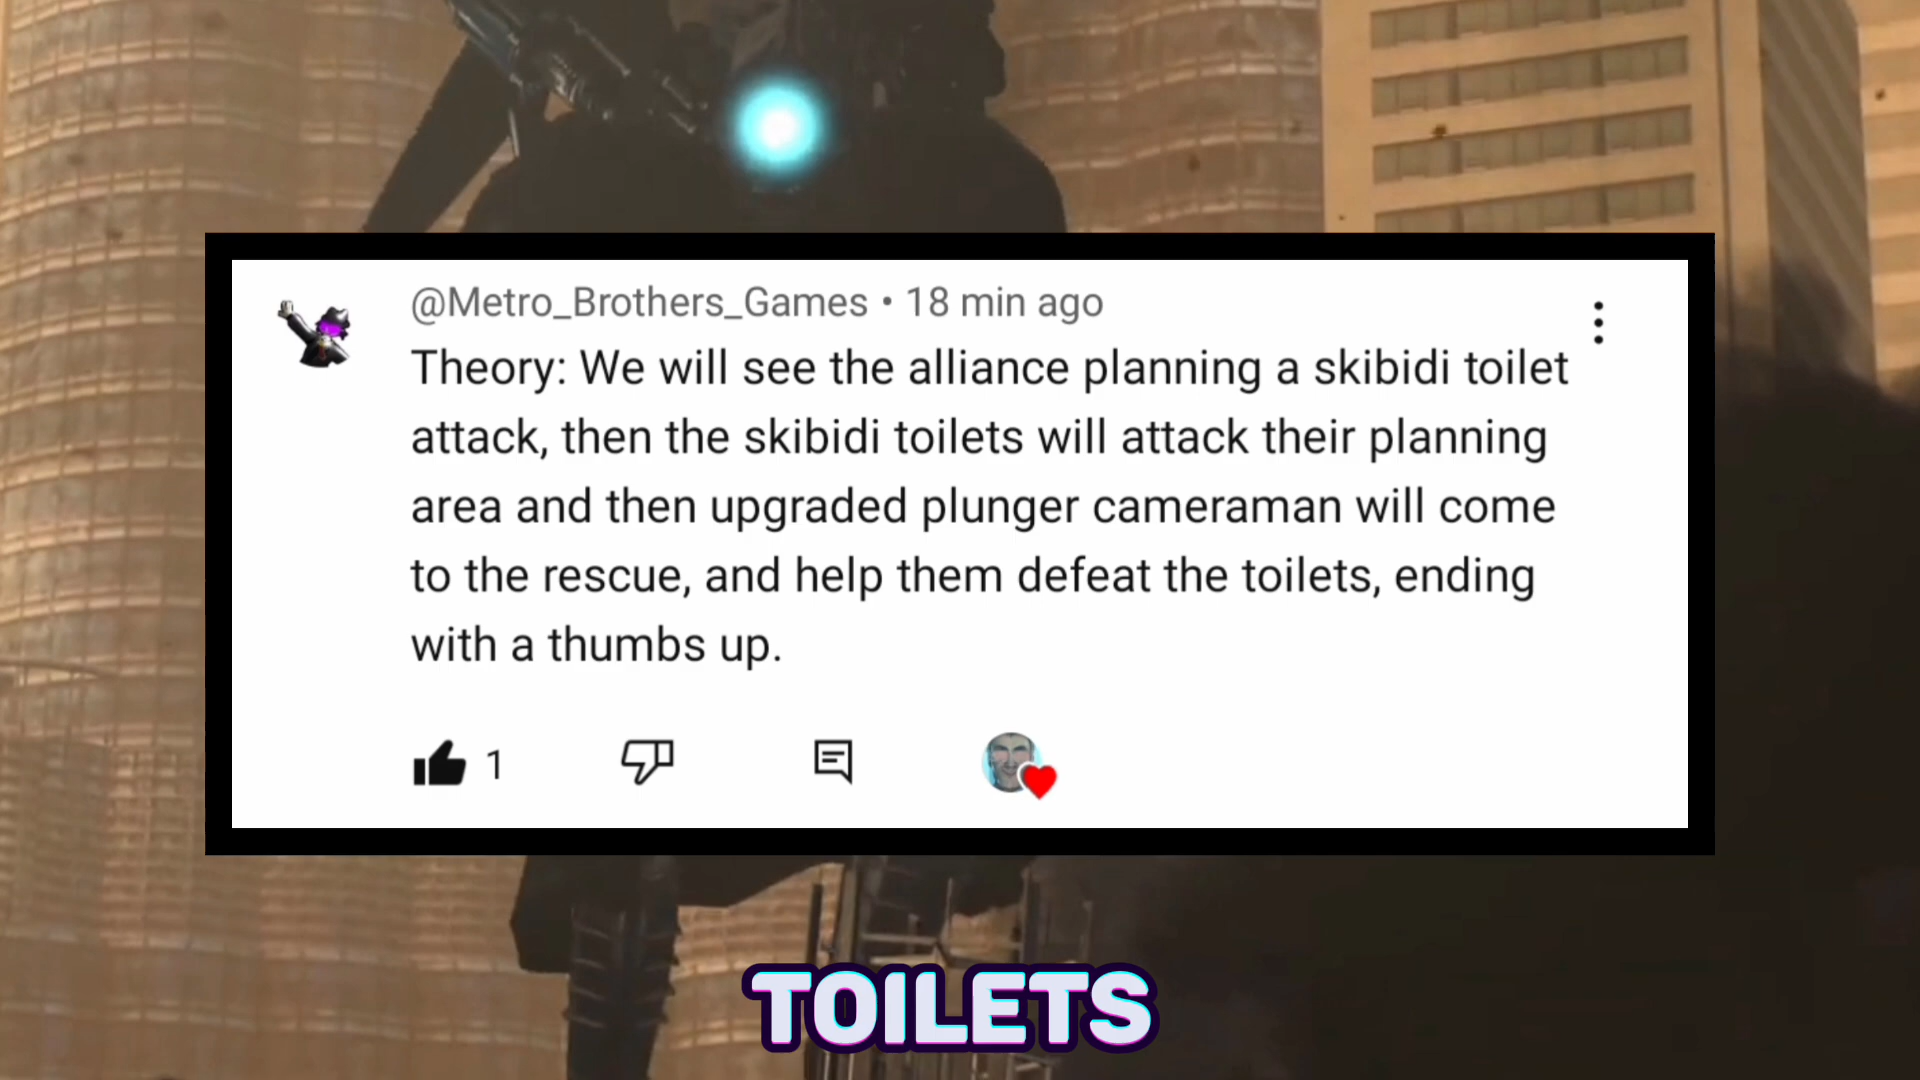 @Metro_Brothers_Games • 18 min ago
Theory: We will see the alliance planning a skibidi toilet
attack, then the skibidi toilets will attack their planning
area and then upgraded plunger cameraman will come
to the rescue, and help them defeat the toilets, ending
with a thumbs up.
1
TOILETS